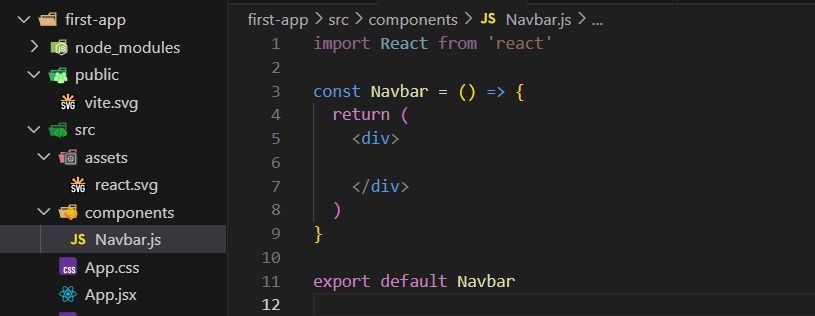 first-app
node_modules
public
vite.svg
src
assets
react.svg
components
JS Navbar.js
App.css
App.jsx
first-app > src > components > JS Navbar.js > ...
1 import React from 'react'
2
3 const Navbar = () => {
4 return (
5 <div>
6
7 </div>
8 )
9 }
10
11 export default Navbar
12